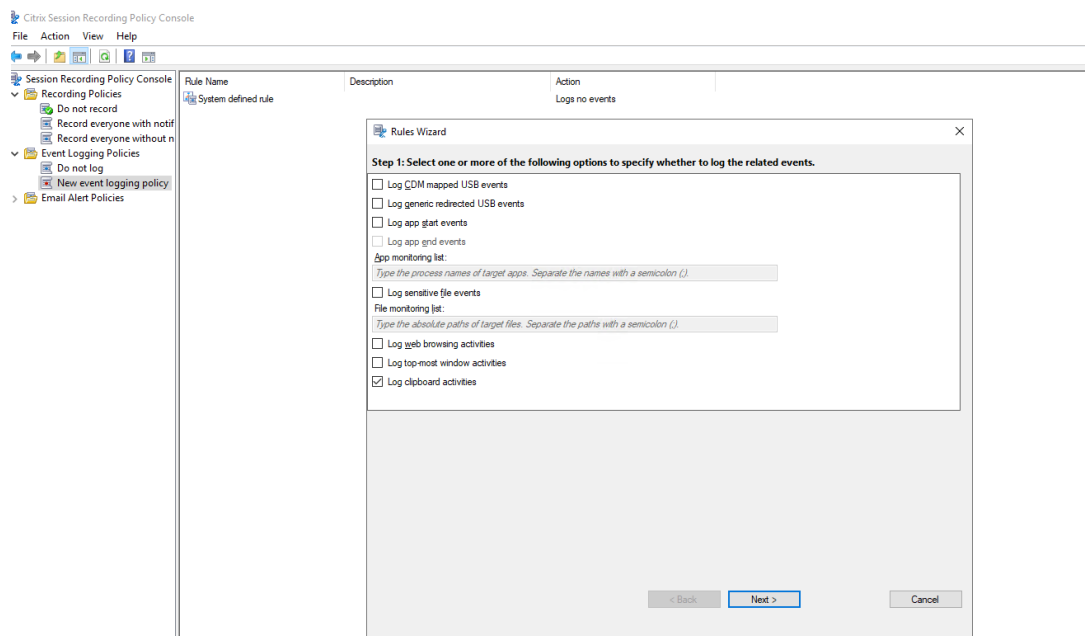 Citrix Session Recording Policy Console
File Action View Help
Session Recording Policy Console
Recording Policies
Do not record
Record everyone with notif
Record everyone without n
Event Logging Policies
Do not log
New event logging policy
Email Alert Policies
Rule Name Description Action
System defined rule Logs no events
Rules Wizard
Step 1: Select one or more of the following options to specify whether to log the related events.
Log CDM mapped USB events
Log generic redirected USB events
Log app start events
Log app end events
App monitoring list:
Type the process names of target apps. Separate the names with a semicolon (;).
Log sensitive file events
File monitoring list:
Type the absolute paths of target files. Separate the paths with a semicolon (;).
Log web browsing activities
Log top-most window activities
Log clipboard activities
< Back Next > Cancel